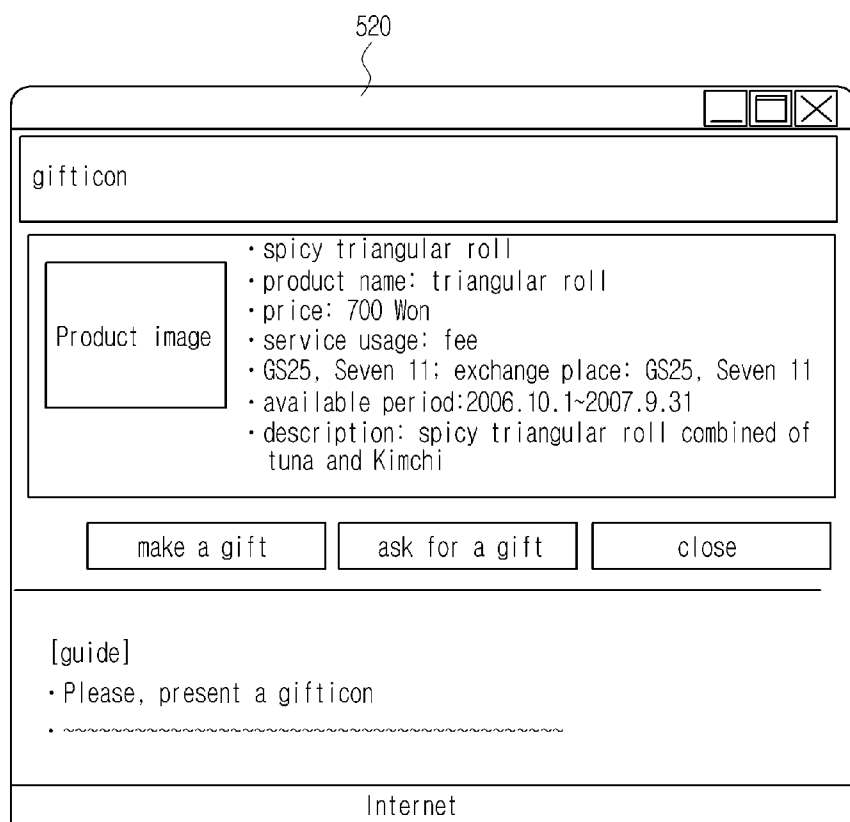 520
gifticon
Product image
・spicy triangular roll
・product name: triangular roll
・price: 700 Won
・service usage: fee
・GS25, Seven 11; exchange place: GS25, Seven 11
・available period:2006.10.1~2007.9.31
・description: spicy triangular roll combined of
tuna and Kimchi
make a gift
ask for a gift
close
[guide]
・Please, present a gifticon
・~~~~~~~~~~~~~~~~~~~~~~~~~~~~~~~~~~~~~~~~~~
Internet